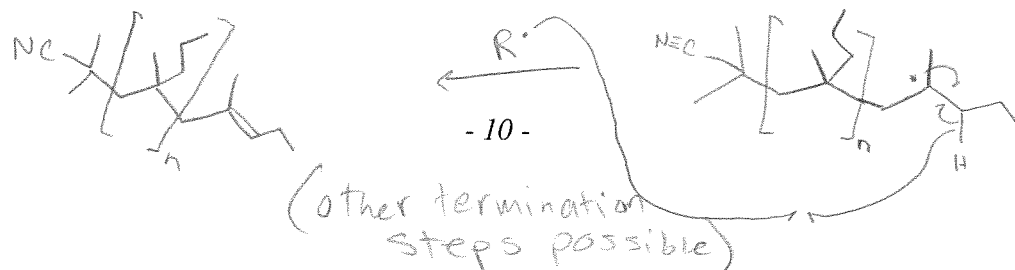 NC
n
R·
N≡C
n
H
- 10 -
(other termination
steps possible)